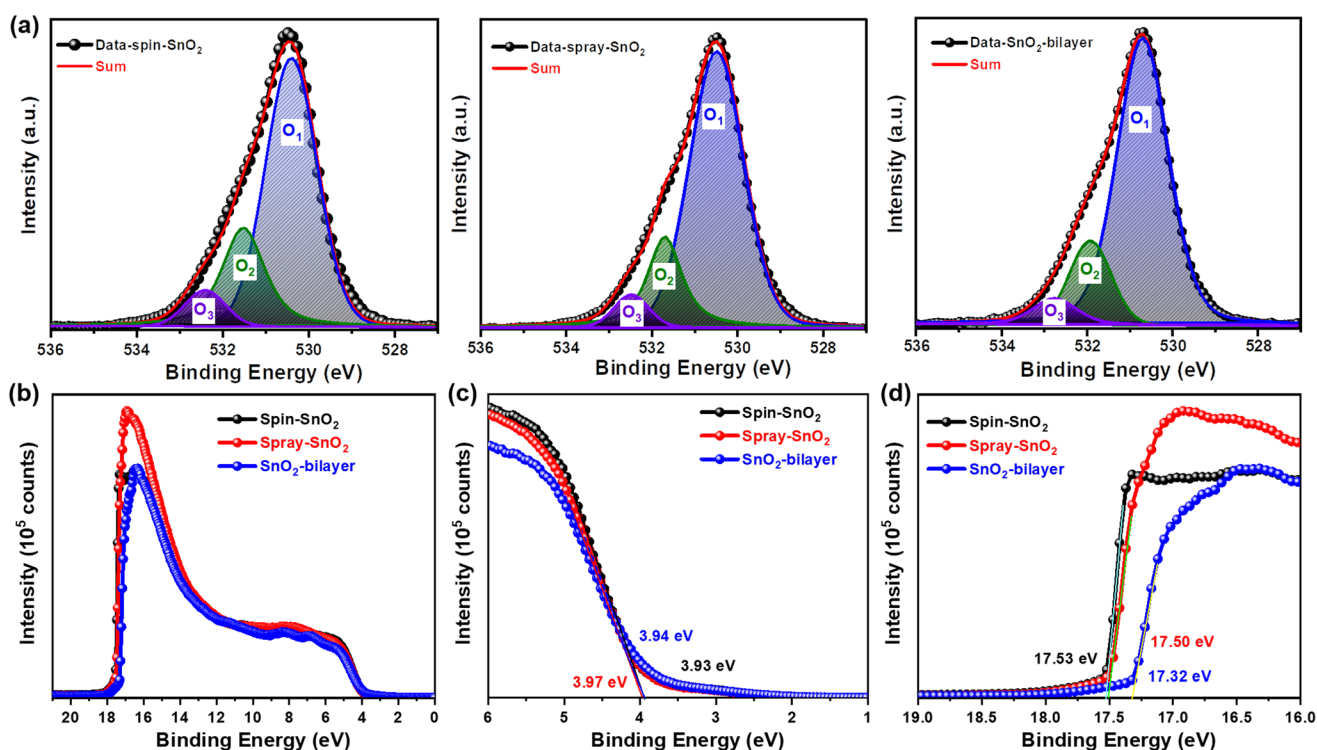 (a)
Data-spin-SnO₂
Sum
O₁
O₂
O₃
Intensity (a.u.)
536 534 532 530 528
Binding Energy (eV)
Data-spray-SnO₂
Sum
O₁
O₂
O₃
Intensity (a.u.)
536 534 532 530 528
Binding Energy (eV)
Data-SnO₂-bilayer
Sum
O₁
O₂
O₃
Intensity (a.u.)
536 534 532 530 528
Binding Energy (eV)
(b)
Spin-SnO₂
Spray-SnO₂
SnO₂-bilayer
Intensity (10⁵ counts)
20 18 16 14 12 10 8 6 4 2 0
Binding Energy (eV)
(c)
Spin-SnO₂
Spray-SnO₂
SnO₂-bilayer
3.94 eV
3.93 eV
3.97 eV
Intensity (10⁵ counts)
6 5 4 3 2 1
Binding Energy (eV)
(d)
Spin-SnO₂
Spray-SnO₂
SnO₂-bilayer
17.50 eV
17.53 eV
17.32 eV
Intensity (10⁵ counts)
19.0 18.5 18.0 17.5 17.0 16.5 16.0
Binding Energy (eV)